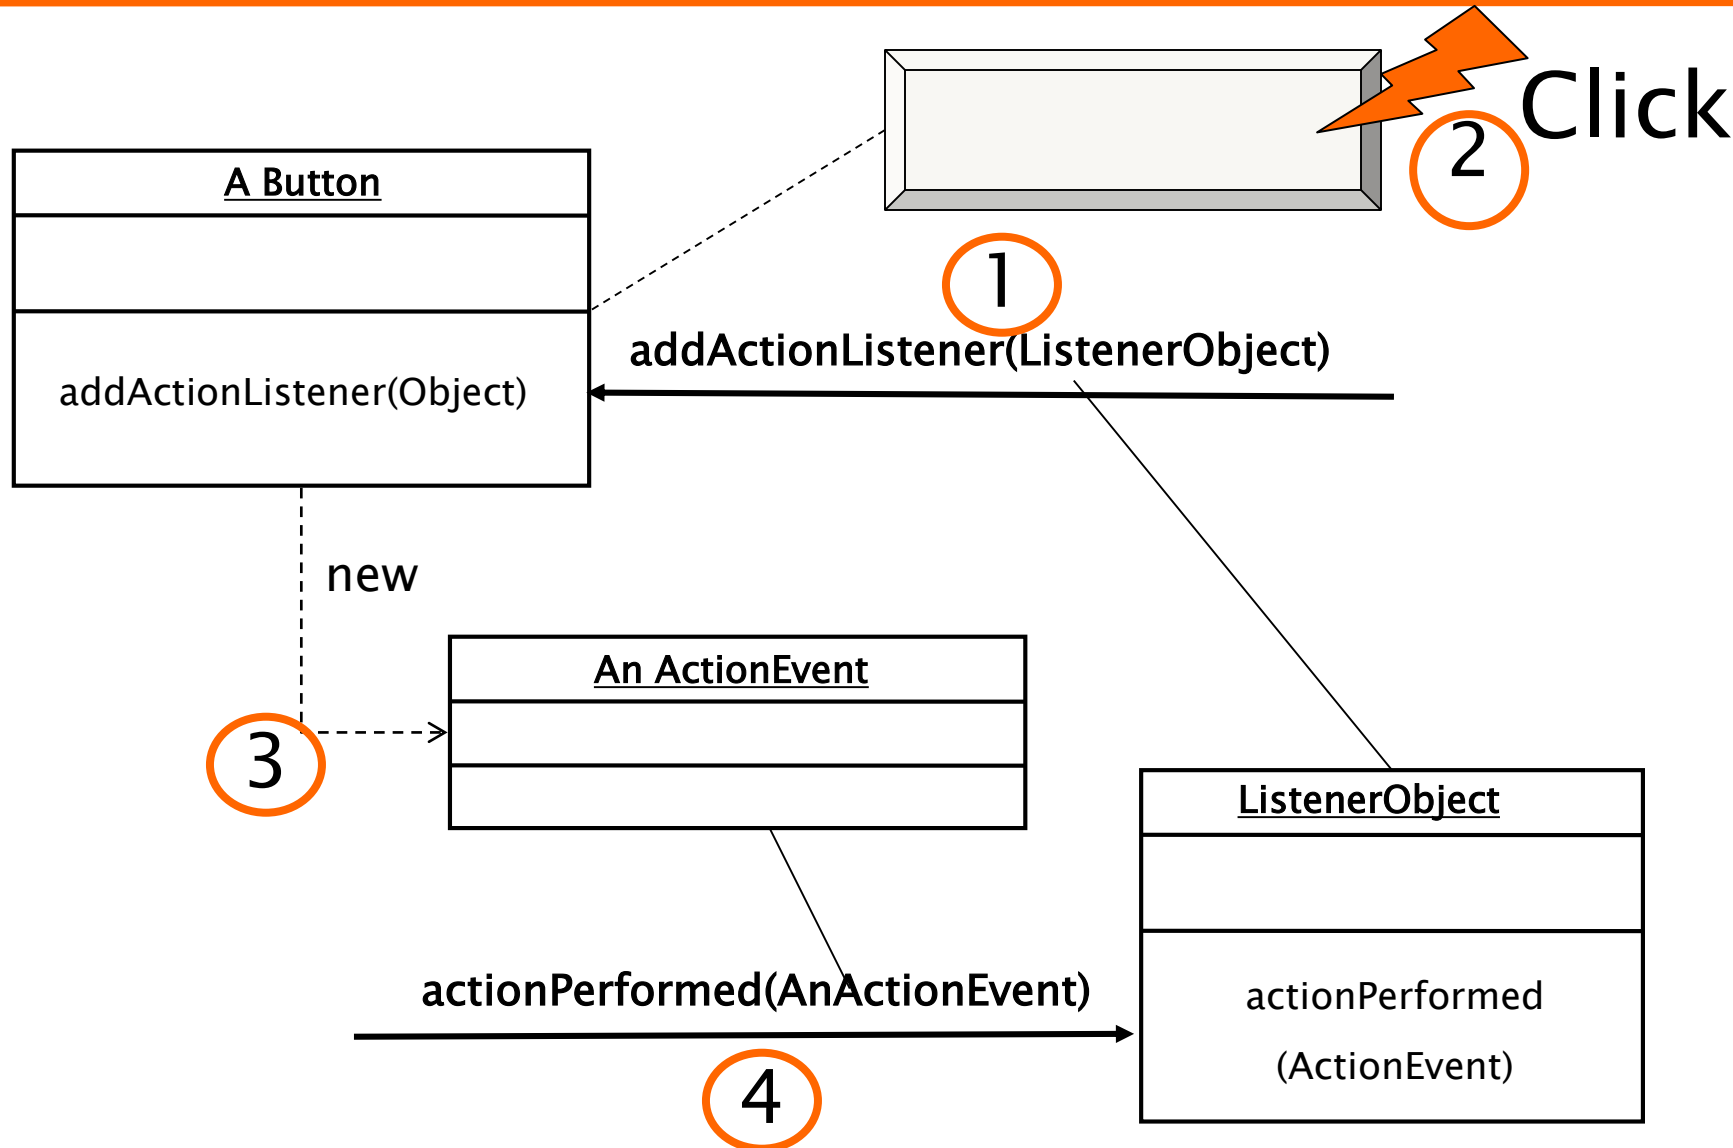 Click
2
A Button
1
addActionListener(ListenerObject)
addActionListener(Object)
new
An ActionEvent
3
ListenerObject
actionPerformed(AnActionEvent)
actionPerformed
(ActionEvent)
4